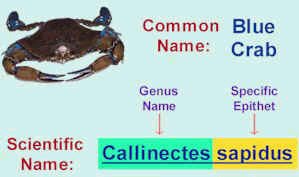 Common Name: Blue Crab
Genus Name
Specific Epithet
Scientific Name: Callinectes sapidus